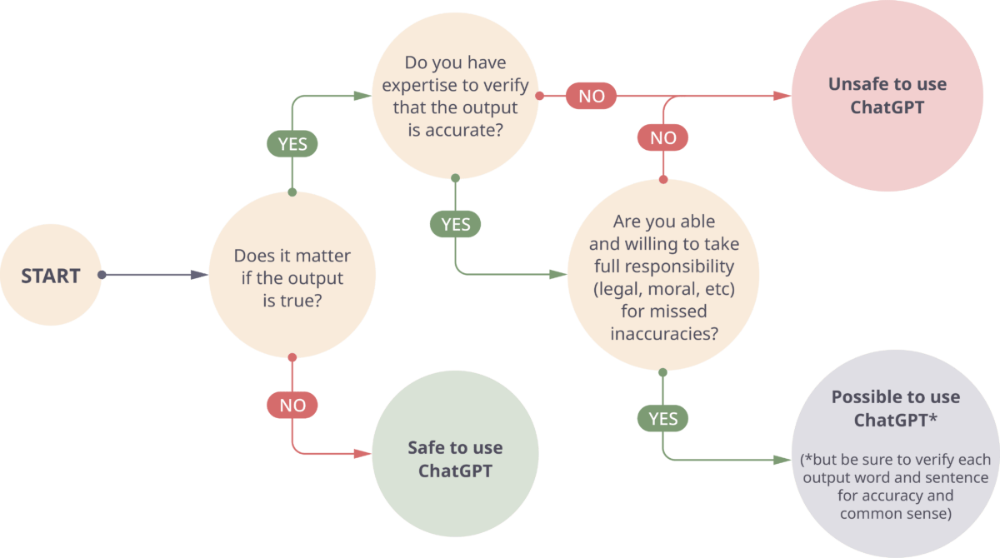 START
Does it matter
if the output
is true?
YES
NO
Do you have
expertise to verify
that the output
is accurate?
NO
YES
Safe to use
ChatGPT
Are you able
and willing to take
full responsibility
(legal, moral, etc)
for missed
inaccuracies?
NO
YES
Unsafe to use
ChatGPT
Possible to use
ChatGPT*
(*but be sure to verify each
output word and sentence
for accuracy and
common sense)